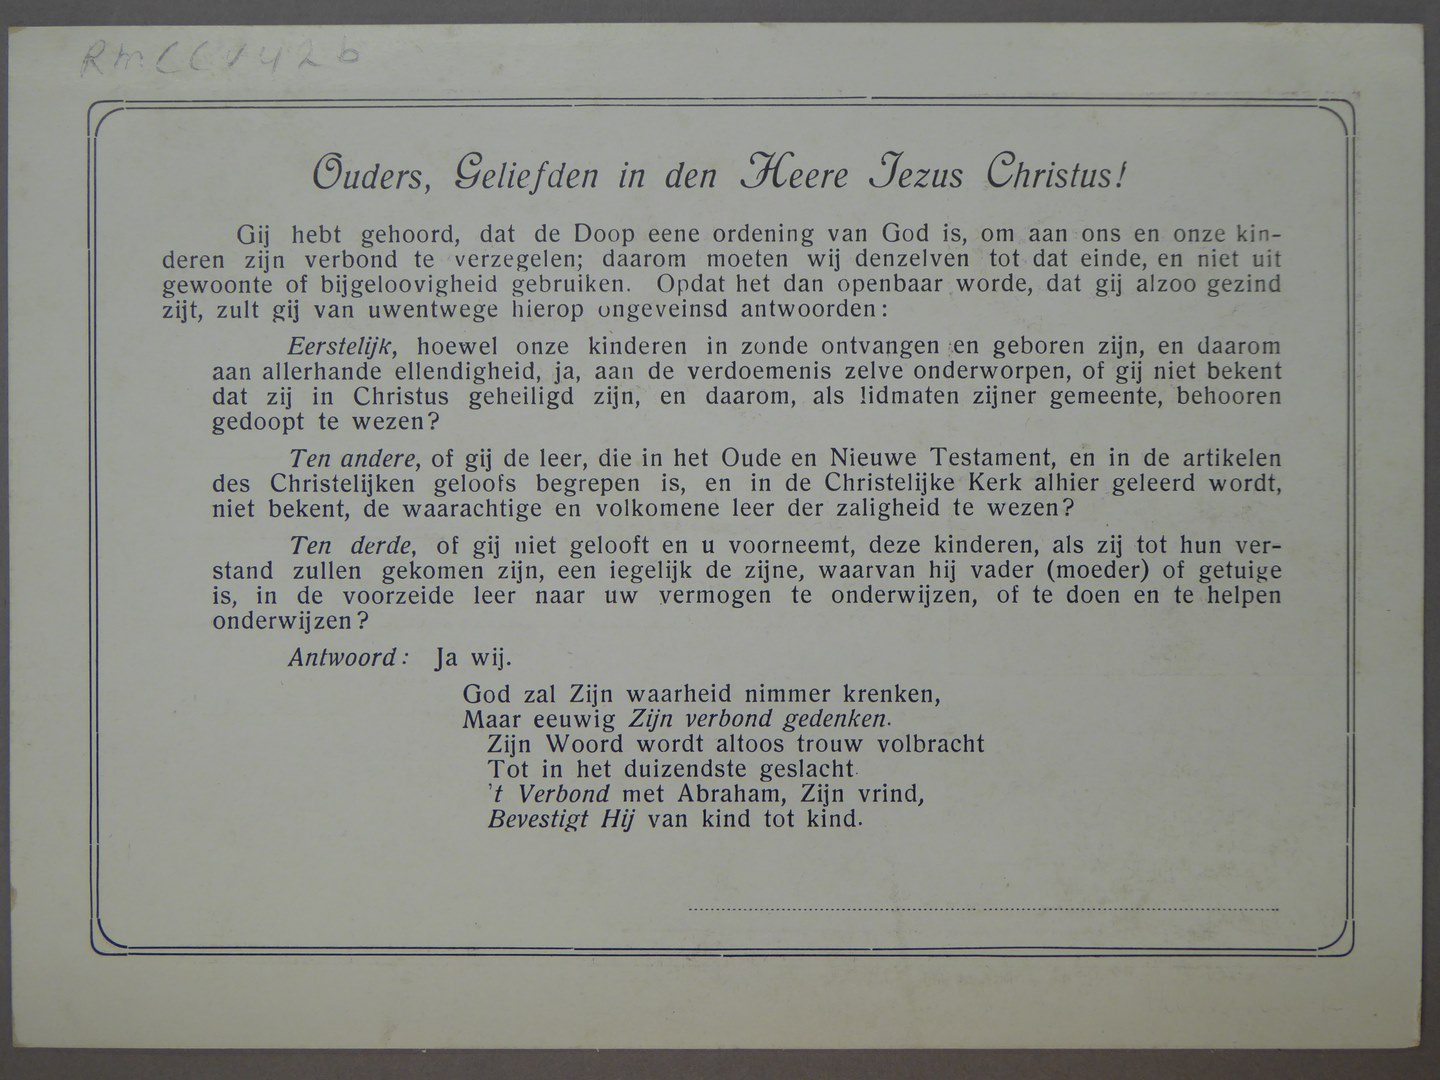 RMCC V42b
Ouders, Geliefden in den Heere Jezus Christus!
Gij hebt gehoord, dat de Doop eene ordening van God is, om aan ons en onze kin-
deren zijn verbond te verzegelen; daarom moeten wij denzelven tot dat einde, en niet uit
gewoonte of bijgeloovigheid gebruiken. Opdat het dan openbaar worde, dat gij alzoo gezind
zijt, zult gij van uwentwege hierop ongeveinsd antwoorden:
Eerstelijk, hoewel onze kinderen in zonde ontvangen en geboren zijn, en daarom
aan allerhande ellendigheid, ja, aan de verdoemenis zelve onderworpen, of gij niet bekent
dat zij in Christus geheiligd zijn, en daarom, als lidmaten zijner gemeente, behooren
gedoopt te wezen?
Ten andere, of gij de leer, die in het Oude en Nieuwe Testament, en in de artikelen
des Christelijken geloofs begrepen is, en in de Christelijke Kerk alhier geleerd wordt,
niet bekent, de waarachtige en volkomene leer der zaligheid te wezen?
Ten derde, of gij niet gelooft en u voorneemt, deze kinderen, als zij tot hun ver-
stand zullen gekomen zijn, een iegelijk de zijne, waarvan hij vader (moeder) of getuige
is, in de voorzeide leer naar uw vermogen te onderwijzen, of te doen en te helpen
onderwijzen?
Antwoord: Ja wij.
God zal Zijn waarheid nimmer krenken,
Maar eeuwig Zijn verbond gedenken.
Zijn Woord wordt altoos trouw volbracht
Tot in het duizendste geslacht.
't Verbond met Abraham, Zijn vrind,
Bevestigt Hij van kind tot kind.